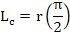 L_c = r(π/2)